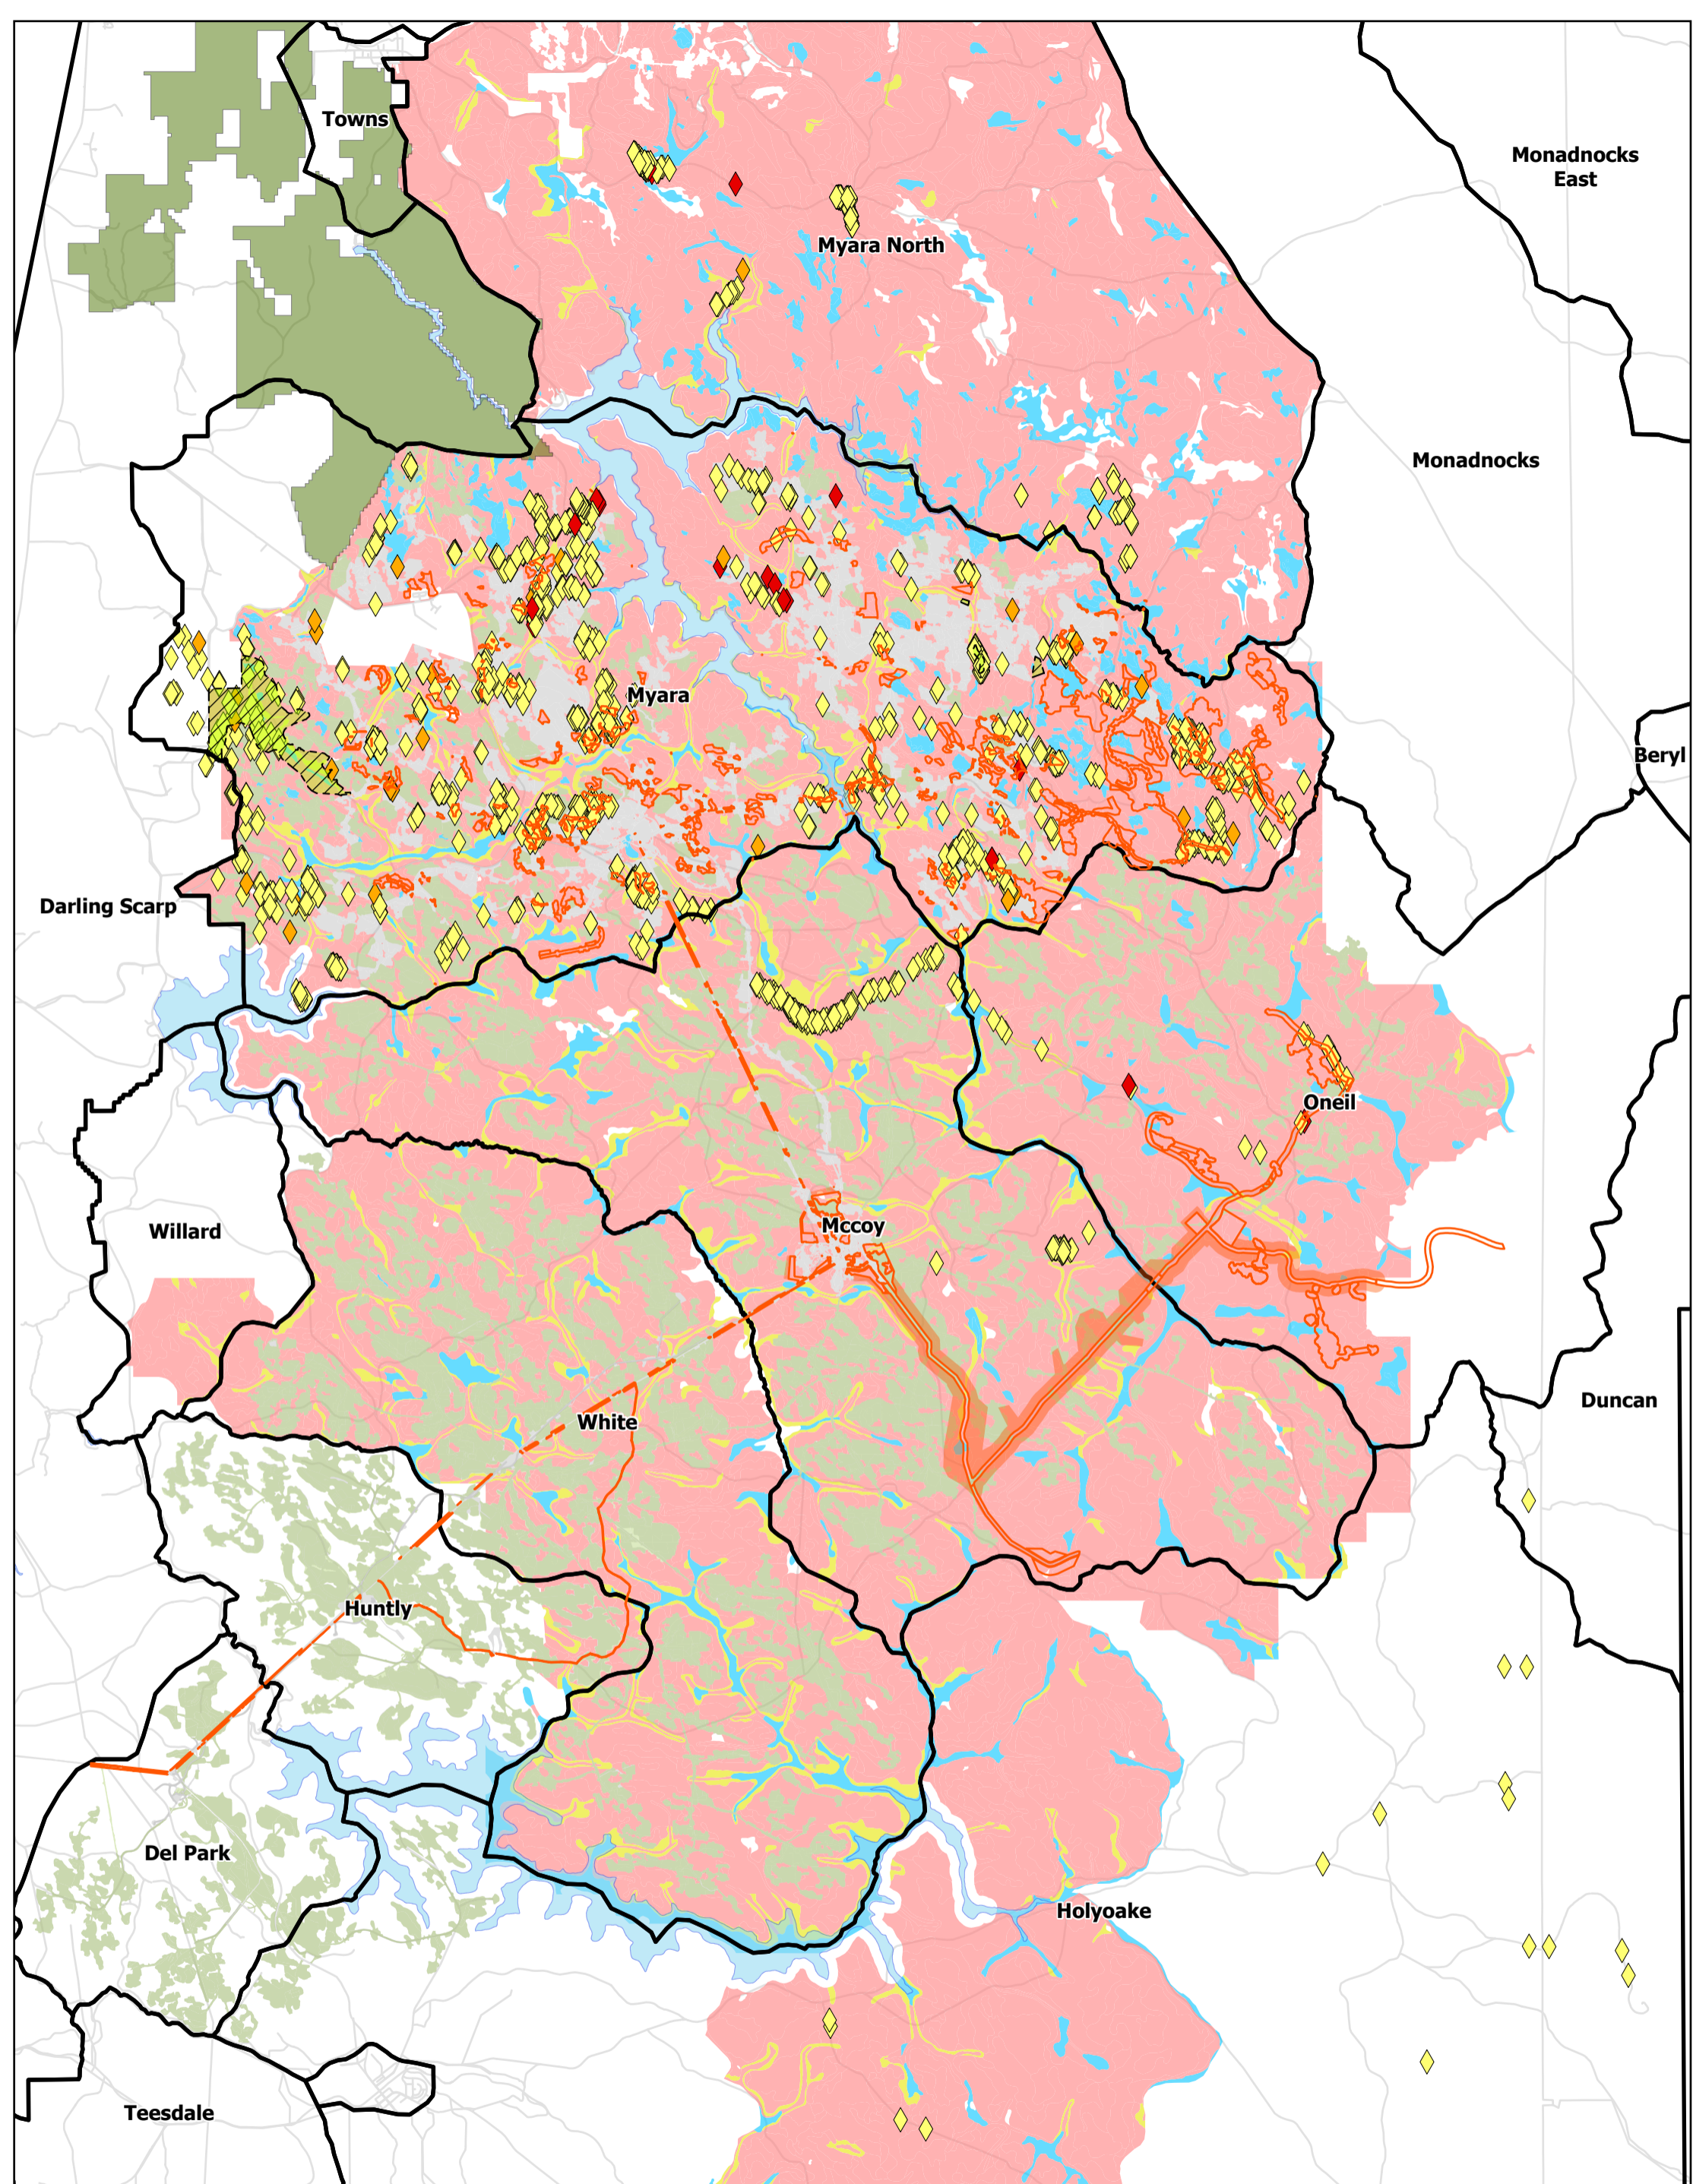 Towns
Monadnocks
East
Myara North
Monadnocks
Myara
Beryl
Darling Scarp
Oneil
Willard
Mccoy
Duncan
White
Huntly
Del Park
Holyoake
Teesdale